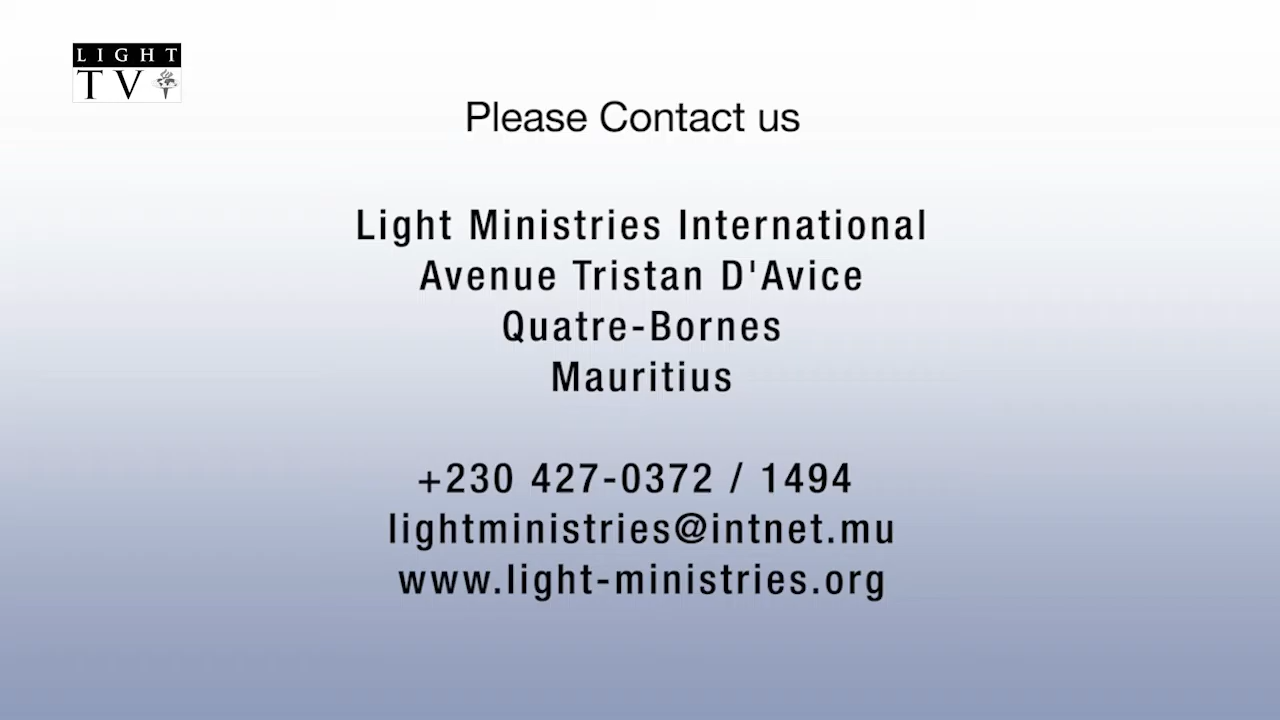 LIGHT
TV
Please Contact us
Light Ministries International
Avenue Tristan D'Avice
Quatre-Bornes
Mauritius
+230 427-0372 / 1494
lightministries@intnet.mu
www.light-ministries.org